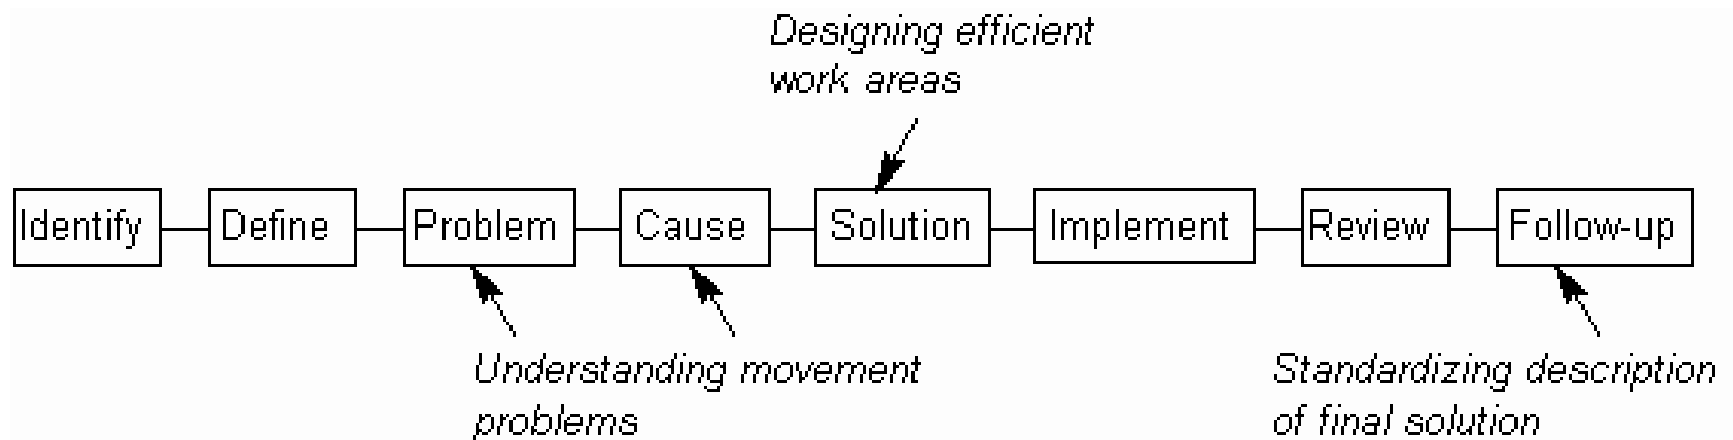 Designing efficient
work areas
Identify
Define
Problem
Cause
Solution
Implement
Review
Follow-up
Understanding movement
problems
Standardizing description
of final solution